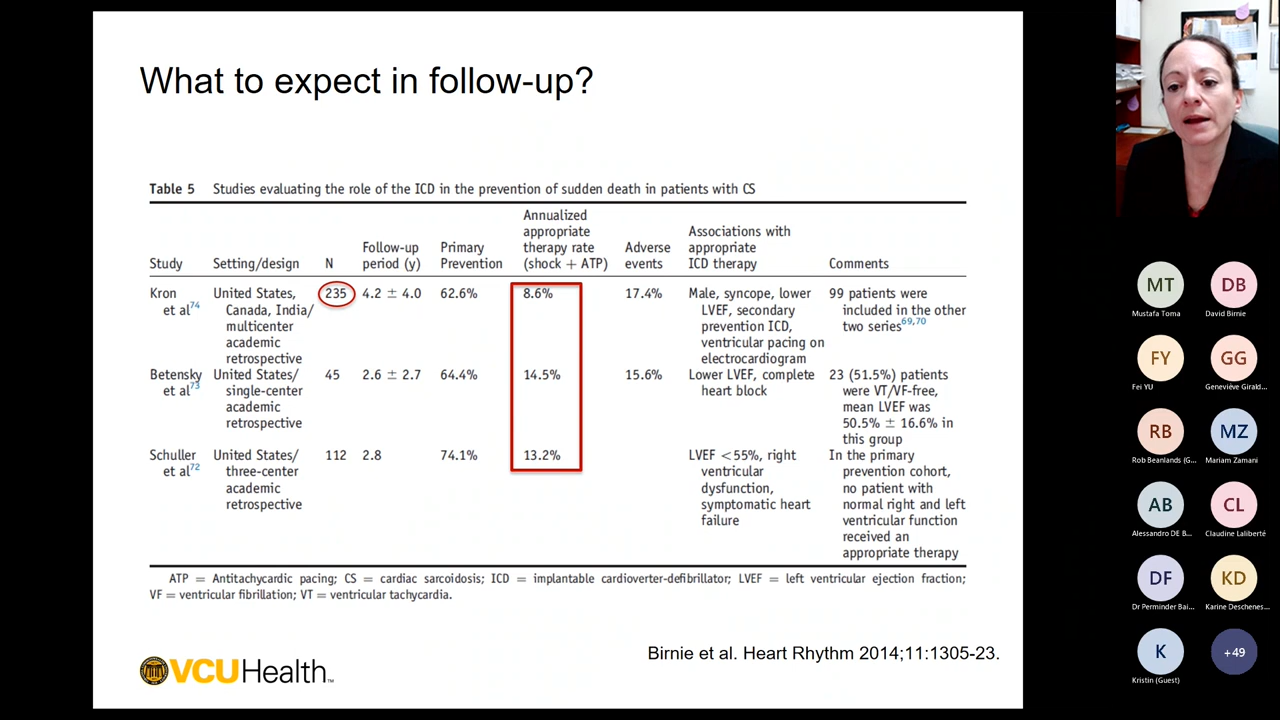 What to expect in follow-up?
Table 5 Studies evaluating the role of the ICD in the prevention of sudden death in patients with CS
Study
Setting/design
N
Follow-up
period (y)
Primary
Prevention
Annualized
appropriate
therapy rate
(shock + ATP)
Adverse
events
Associations with
appropriate
ICD therapy
Comments
Kron
et al74
United States,
Canada, India/
multicenter
academic
retrospective
235
4.2 ± 4.0
62.6%
8.6%
17.4%
Male, syncope, lower
LVEF, secondary
prevention ICD,
ventricular pacing on
electrocardiogram
99 patients were
included in the other
two series69,70
Betensky
et al73
United States/
single-center
academic
retrospective
45
2.6 ± 2.7
64.4%
14.5%
15.6%
Lower LVEF, complete
heart block
23 (51.5%) patients
were VT/VF-free,
mean LVEF was
50.5% ± 16.6% in
this group
Schuller
et al72
United States/
three-center
academic
retrospective
112
2.8
74.1%
13.2%
LVEF <55%, right
ventricular
dysfunction,
symptomatic heart
failure
In the primary
prevention cohort,
no patient with
normal right and left
ventricular function
received an
appropriate therapy
ATP = Antitachycardic pacing; CS = cardiac sarcoidosis; ICD = implantable cardioverter-defibrillator; LVEF = left ventricular ejection fraction;
VF = ventricular fibrillation; VT = ventricular tachycardia.
Birnie et al. Heart Rhythm 2014;11:1305-23.
VCUHealth™
MT
Mustafa Toma
DB
David Birnie
FY
Fei YU
GG
Geneviève Girald...
RB
Rob Beanlands (G...
MZ
Mariam Zamani
AB
Alessandro DE B...
CL
Claudine Laliberté
DF
Dr Perminder Bai...
KD
Karine Deschenes...
K
Kristin (Guest)
+49